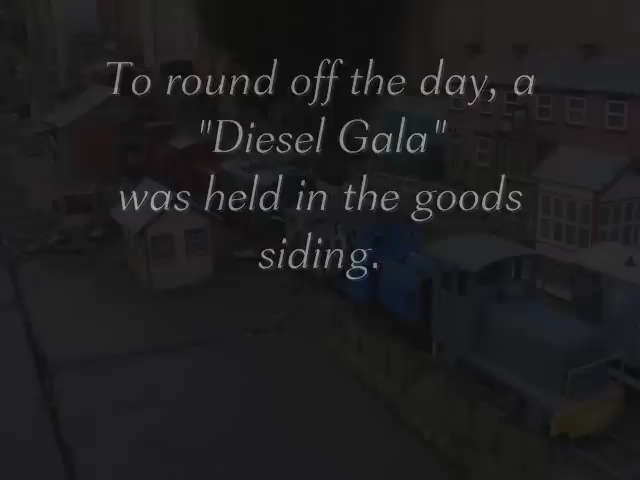 To round off the day, a
"Diesel Gala"
was held in the goods
siding.